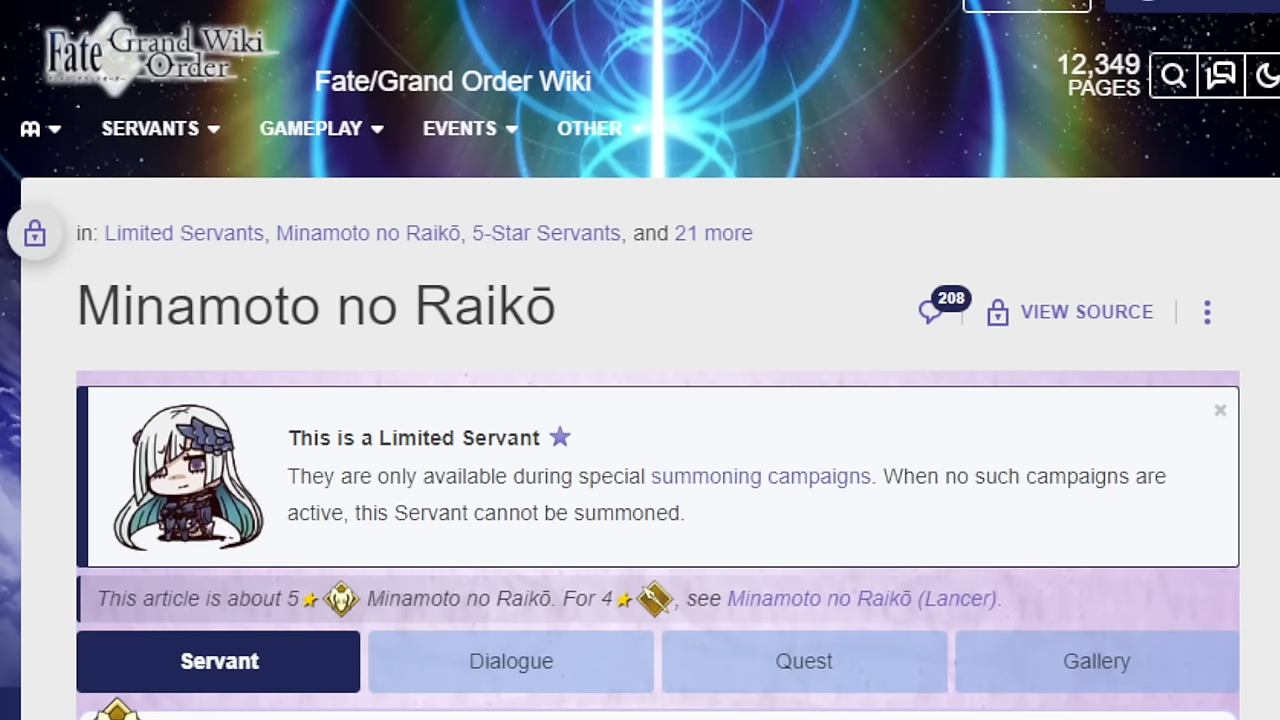 Fate Grand Wiki
Order
Fate/Grand Order Wiki
12,349
PAGES
SERVANTS
GAMEPLAY
EVENTS
OTHER
in: Limited Servants, Minamoto no Raikō, 5-Star Servants, and 21 more
Minamoto no Raikō
208
VIEW SOURCE
This is a Limited Servant
They are only available during special summoning campaigns. When no such campaigns are
active, this Servant cannot be summoned.
This article is about 5★ Minamoto no Raikō. For 4★, see Minamoto no Raikō (Lancer).
Servant
Dialogue
Quest
Gallery